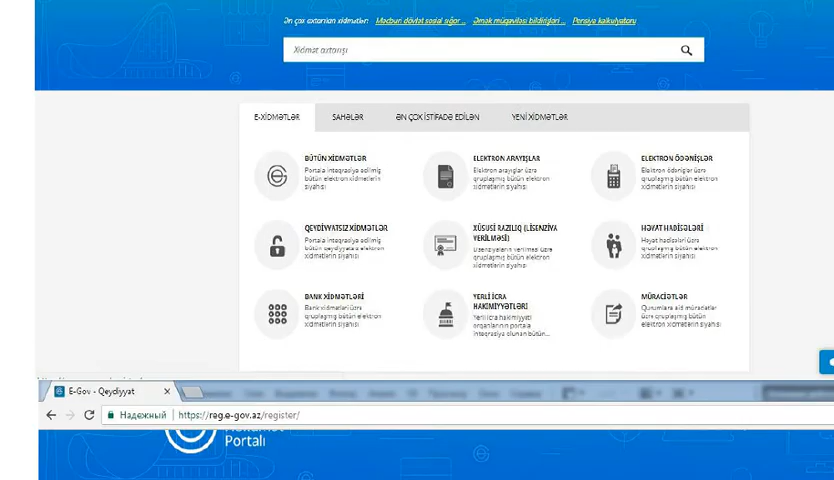 Ən çox axtarılan xidmətlər: Məcburi dövlət sosial sığor ... Əmək müqaviləsi bildirişləri ... Pensiya kalkulyatoru
Xidmət axtarışı
E-XİDMƏTLƏR SAHƏLƏR ƏN ÇOX İSTİFADƏ EDİLƏN YENİ XİDMƏTLƏR
BÜTÜN XİDMƏTLƏR
Portala inteqrasiya edilmiş
bütün elektron xidmətlərin
siyahısı
ELEKTRON ARAYIŞLAR
Elektron arayışlar üzrə
qruplaşmış bütün elektron
xidmətlərin siyahısı
ELEKTRON ÖDƏNİŞLƏR
Elektron ödənişlər üzrə
qruplaşmış bütün elektron
xidmətlərin siyahısı
QEYDİYYATSIZ XİDMƏTLƏR
Portala inteqrasiya edilmiş
bütün qeydiyyatsız elektron
xidmətlərin siyahısı
XÜSUSİ RAZILIQ (LİSENZİYA
VERİLMƏSİ)
Lisenziyaların verilməsi üzrə
qruplaşmış bütün elektron
xidmətlərin siyahısı
HƏYAT HADİSƏLƏRİ
Həyat hadisələri üzrə
qruplaşmış bütün elektron
xidmətlərin siyahısı
BANK XİDMƏTLƏRİ
Bank xidmətləri üzrə
qruplaşmış bütün elektron
xidmətlərin siyahısı
YERLİ İCRA
HAKİMİYYƏTLƏRİ
Yerli icra hakimiyyəti
orqanlarının portala
inteqrasiya olunan bütün...
MÜRACİƏTLƏR
Qurumlara aid müraciətlər
üzrə qruplaşmış bütün
elektron xidmətlərin siyahısı
E-Gov - Qeydiyyat
Надежный https://reg.e-gov.az/register/
Portalı